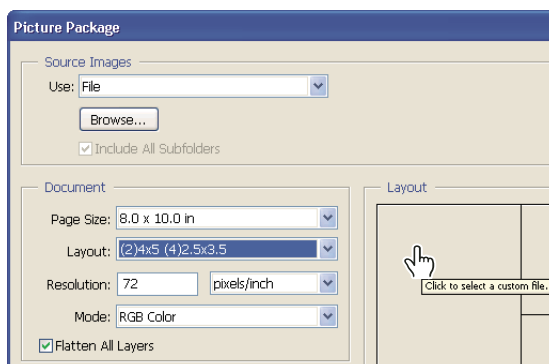 Picture Package
Source Images
Use: File
Browse...
Include All Subfolders
Document
Page Size: 8.0 x 10.0 in
Layout: (2)4x5 (4)2.5x3.5
Resolution: 72 pixels/inch
Mode: RGB Color
Flatten All Layers
Layout
Click to select a custom file.